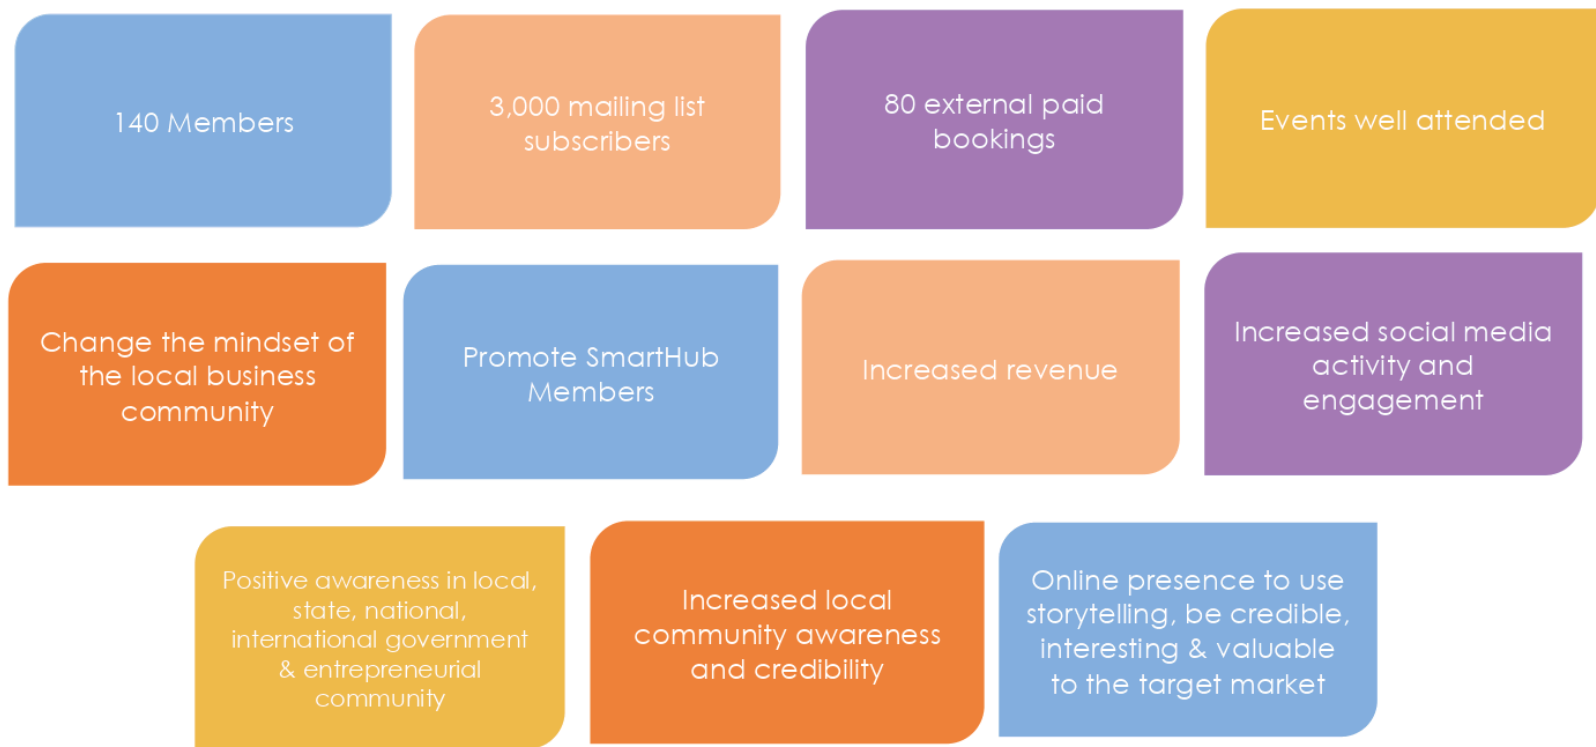 140 Members
3,000 mailing list
subscribers
80 external paid
bookings
Events well attended
Change the mindset of
the local business
community
Promote SmartHub
Members
Increased revenue
Increased social media
activity and
engagement
Positive awareness in local,
state, national,
international government
& entrepreneurial
community
Increased local
community awareness
and credibility
Online presence to use
storytelling, be credible,
interesting & valuable
to the target market